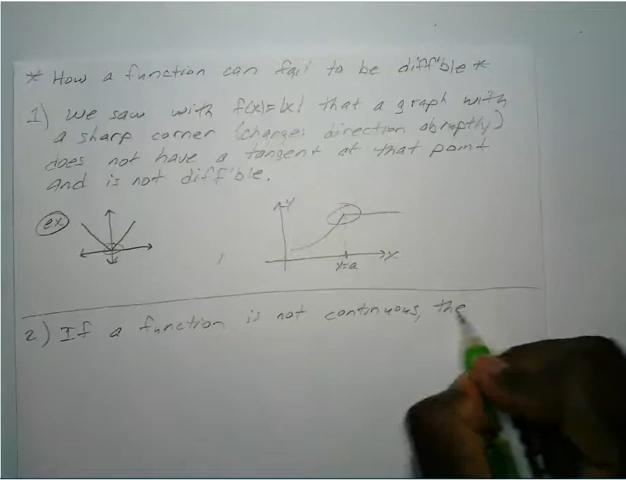 * How a function can fail to be diff'ble *
1) We saw with f(x)=|x| that a graph with
a sharp corner (changes direction abruptly)
does not have a tangent at that point
and is not diff'ble.
ex
y
x
x=a
2) If a function is not continuous, the